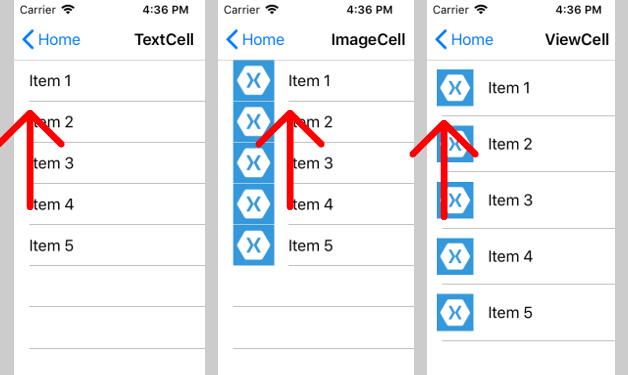 Carrier 4:36 PM
Home TextCell
Item 1
Item 2
Item 3
Item 4
Item 5
Carrier 4:36 PM
Home ImageCell
Item 1
Item 2
Item 3
Item 4
Item 5
Carrier 4:36 PM
Home ViewCell
Item 1
Item 2
Item 3
Item 4
Item 5